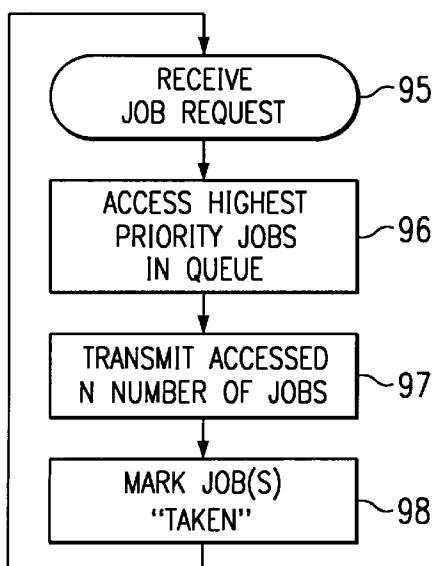 RECEIVE
JOB REQUEST
95
ACCESS HIGHEST
PRIORITY JOBS
IN QUEUE
96
TRANSMIT ACCESSED
N NUMBER OF JOBS
97
MARK JOB(S)
“TAKEN”
98